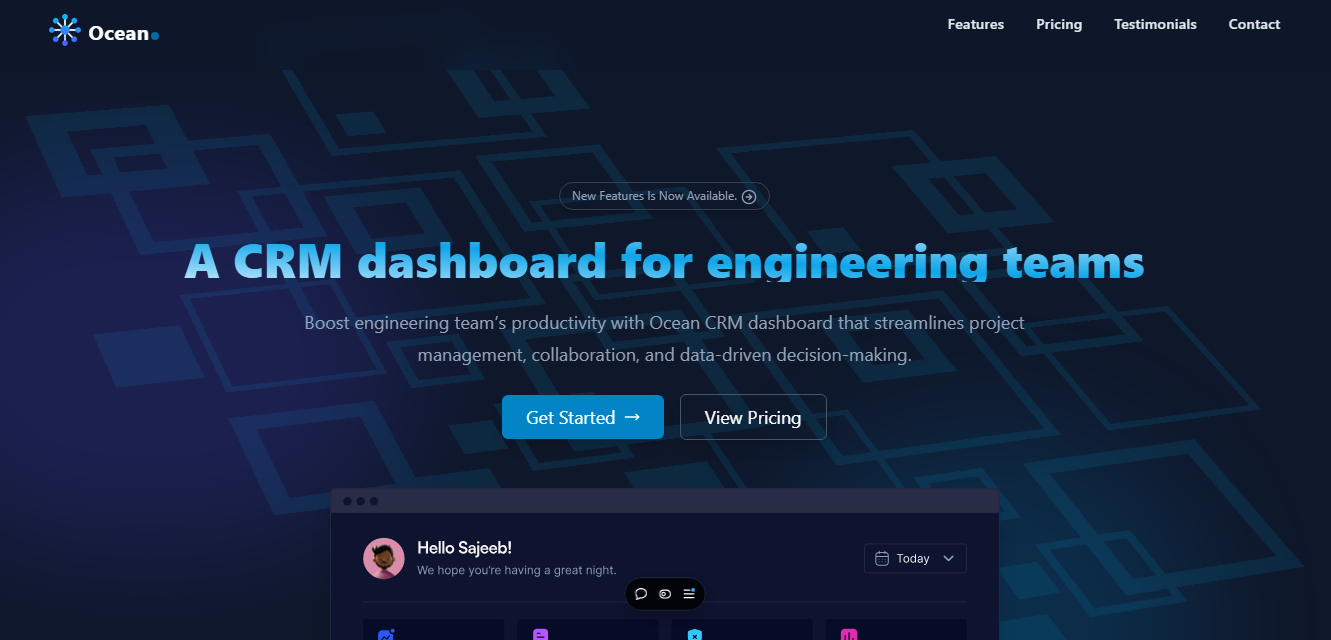 Ocean
Features Pricing Testimonials Contact
New Features Is Now Available.
A CRM dashboard for engineering teams
Boost engineering team’s productivity with Ocean CRM dashboard that streamlines project
management, collaboration, and data-driven decision-making.
Get Started →
View Pricing
Hello Sajeeb!
We hope you're having a great night.
Today